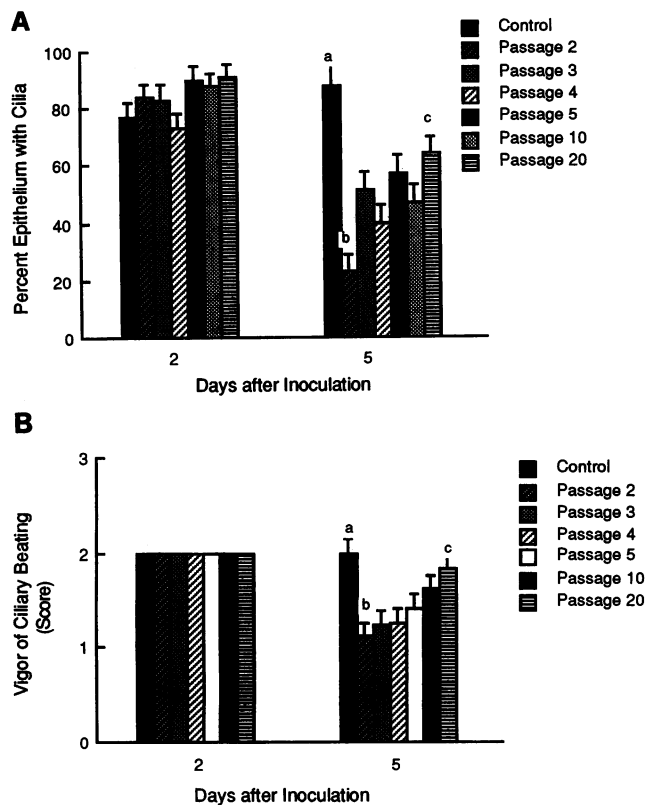 A
Percent Epithelium with Cilia
100
80
60
40
20
0
a
b
c
2
5
Days after Inoculation
Control
Passage 2
Passage 3
Passage 4
Passage 5
Passage 10
Passage 20
B
Vigor of Ciliary Beating
(Score)
3
2
1
0
a
b
c
2
5
Days after Inoculation
Control
Passage 2
Passage 3
Passage 4
Passage 5
Passage 10
Passage 20